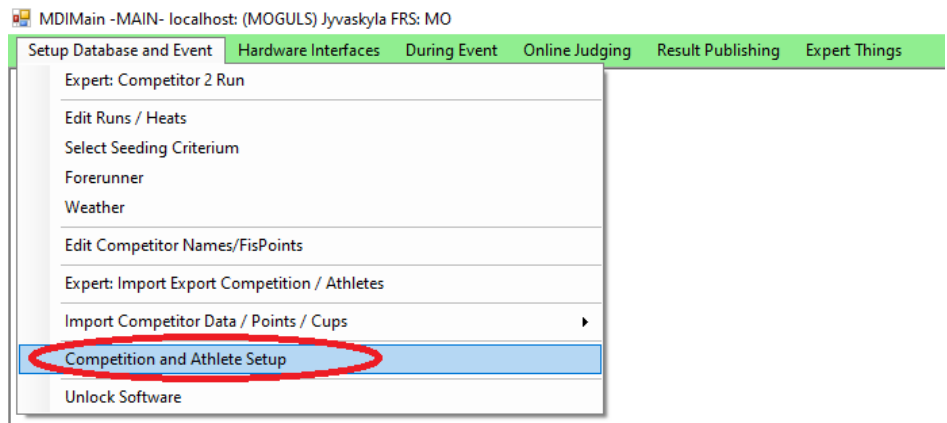 MDIMain -MAIN- localhost: (MOGULS) Jyvaskyla FRS: MO
Setup Database and Event Hardware Interfaces During Event Online Judging Result Publishing Expert Things
Expert: Competitor 2 Run
Edit Runs / Heats
Select Seeding Criterium
Forerunner
Weather
Edit Competitor Names/FisPoints
Expert: Import Export Competition / Athletes
Import Competitor Data / Points / Cups
Competition and Athlete Setup
Unlock Software